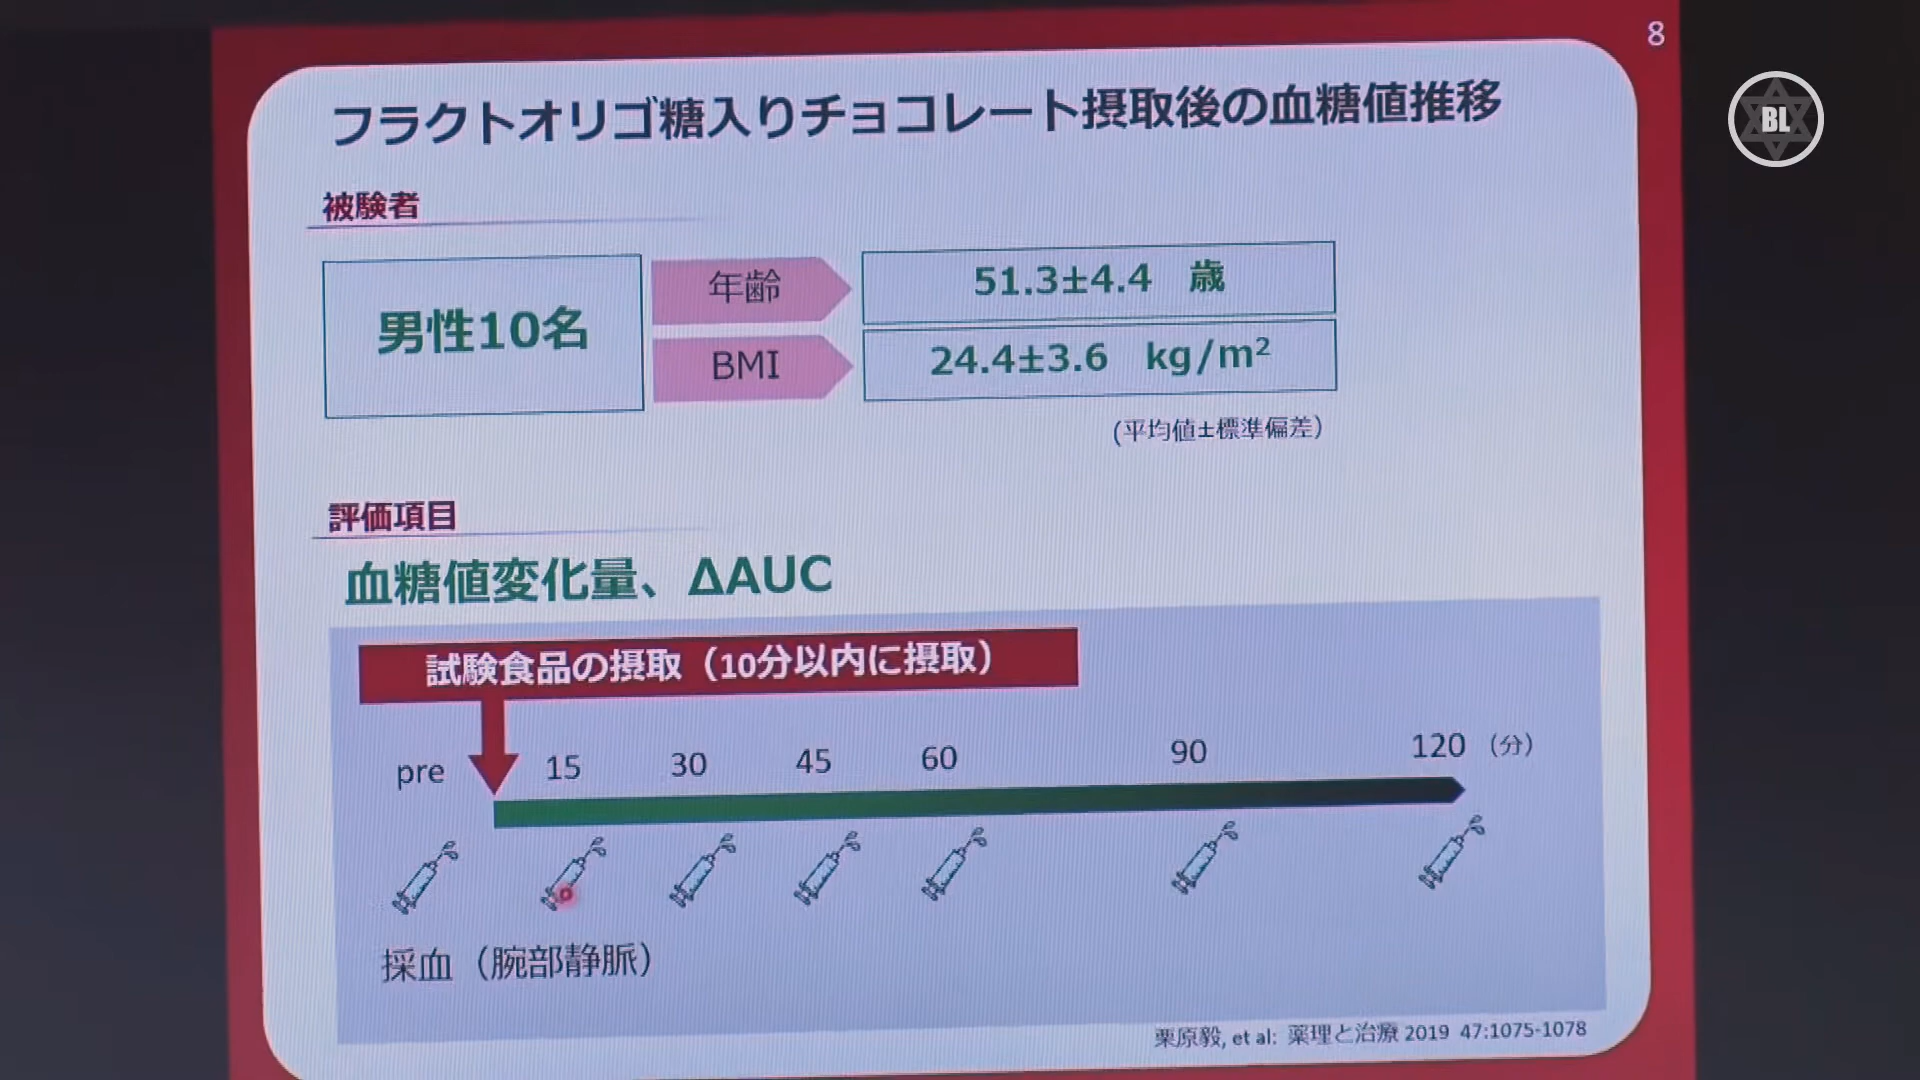 8
BL
フラクトオリゴ糖入りチョコレート摂取後の血糖値推移
被験者
男性10名
年齢
51.3±4.4 歳
BMI
24.4±3.6 kg/m²
(平均値±標準偏差)
評価項目
血糖値変化量、ΔAUC
試験食品の摂取（10分以内に摂取）
pre 15 30 45 60 90 120（分）
採血（腕部静脈）
栗原毅, et al: 薬理と治療 2019 47:1075-1078